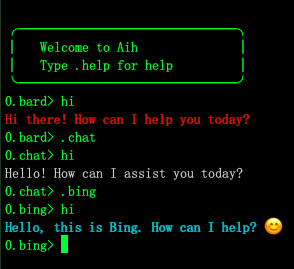 Welcome to Aih
Type .help for help
0.bard> hi
Hi there! How can I help you today?
0.bard> .chat
0.chat> hi
Hello! How can I assist you today?
0.chat> .bing
0.bing> hi
Hello, this is Bing. How can I help? 😊
0.bing>